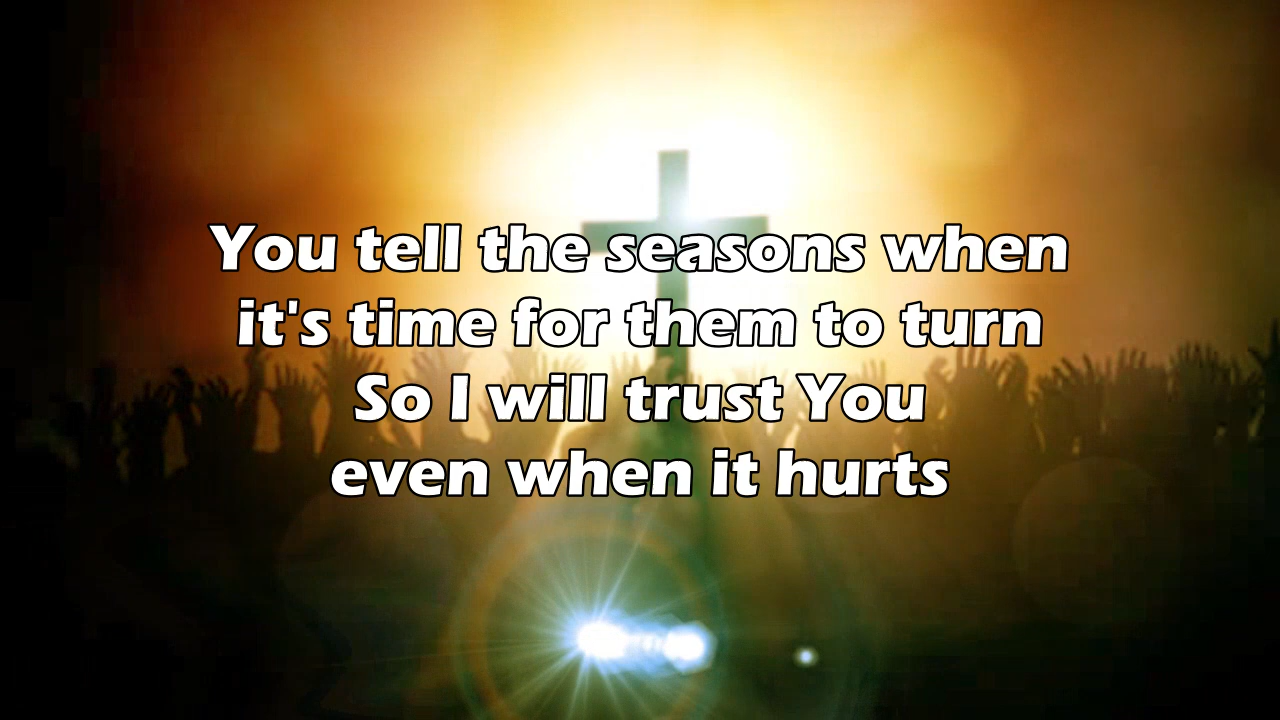 You tell the seasons when
it's time for them to turn
So I will trust You
even when it hurts